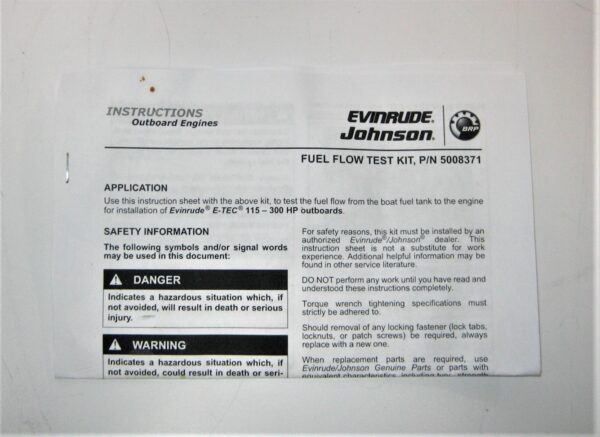 INSTRUCTIONS
Outboard Engines
EVINRUDE®
Johnson®
BRP
FUEL FLOW TEST KIT, P/N 5008371
APPLICATION
Use this instruction sheet with the above kit, to test the fuel flow from the boat fuel tank to the engine
for installation of Evinrude® E-TEC® 115 – 300 HP outboards.
SAFETY INFORMATION
The following symbols and/or signal words
may be used in this document:
DANGER
Indicates a hazardous situation which, if
not avoided, will result in death or serious
injury.
WARNING
Indicates a hazardous situation which, if
not avoided, could result in death or seri-
For safety reasons, this kit must be installed by an
authorized Evinrude®/Johnson® dealer. This
instruction sheet is not a substitute for work
experience. Additional helpful information may be
found in other service literature.
DO NOT perform any work until you have read and
understood these instructions completely.
Torque wrench tightening specifications must
strictly be adhered to.
Should removal of any locking fastener (lock tabs,
locknuts, or patch screws) be required, always
replace with a new one.
When replacement parts are required, use
Evinrude/Johnson Genuine Parts or parts with
equivalent characteristics, including type, strength